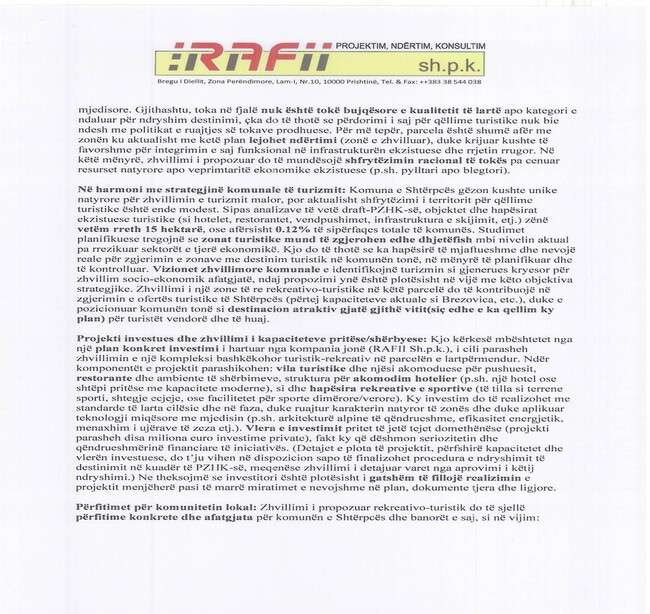 RAFII PROJEKTIM, NDËRTIM, KONSULTIM
sh.p.k.
Bregu i Diellit, Zona Perëndimore, Lam-I, Nr.10, 10000 Prishtinë, Tel. & Fax: ++383 38 544 038
mjedisore. Gjithashtu, toka në fjalë nuk është tokë bujqësore e kualitetit të lartë apo kategori e
ndaluar për ndryshim destinimi, çka do të thotë se përdorimi i saj për qëllime turistike nuk bie
ndesh me politikat e ruajtjes së tokave prodhuese. Për më tepër, parcela është shumë afër me
zonën ku aktualisht me ketë plan lejohet ndërtimi (zonë e zhvilluar), duke krijuar kushte të
favorshme për integrimin e saj funksional në infrastrukturën ekzistuese dhe rrjetin rrugor. Në
këtë mënyrë, zhvillimi i propozuar do të mundësojë shfrytëzimin racional të tokës pa cenuar
resurset natyrore apo veprimtaritë ekonomike ekzistuese (p.sh. pylltari apo blegtori).
Në harmoni me strategjinë komunale të turizmit: Komuna e Shtërpcës gëzon kushte unike
natyrore për zhvillimin e turizmit malor, por aktualisht shfrytëzimi i territorit për qëllime
turistike është ende modest. Sipas analizave të vetë draft-PZHK-së, objektet dhe hapësirat
ekzistuese turistike (si hotelet, restorantet, vendpushimet, infrastruktura e skijimit, etj.) zënë
vetëm rreth 15 hektarë, ose afërsisht 0.12% të sipërfaqes totale të komunës. Studimet
planifikuese tregojnë se zonat turistike mund të zgjerohen edhe dhjetëfish mbi nivelin aktual
pa rrezikuar sektorët e tjerë ekonomikë. Kjo do të thotë se ka hapësirë të mjaftueshme dhe nevojë
reale për zgjerimin e zonave me destinim turistik në komunën tonë, në mënyrë të planifikuar dhe
të kontrolluar. Vizionet zhvillimore komunale e identifikojnë turizmin si gjenerues kryesor për
zhvillim socio-ekonomik afatgjatë, ndaj propozimi ynë është plotësisht në vijë me këto objektiva
strategjike. Zhvillimi i një zone të re rekreativo-turistike në këtë parcelë do të kontribuojë në
zgjerimin e ofertës turistike të Shtërpcës (përtej kapaciteteve aktuale si Brezovica, etc.), duke e
pozicionuar komunën tonë si destinacion atraktiv gjatë gjithë vitit(siç edhe e ka qellim ky
plan) për turistët vendorë dhe të huaj.
Projekti investues dhe zhvillimi i kapaciteteve pritëse/shërbyese: Kjo kërkesë mbështetet nga
një plan konkret investimi i hartuar nga kompania jonë (RAFII Sh.p.k.), i cili parasheh
zhvillimin e një kompleksi bashkëkohor turistik-rekreativ në parcelën e lartpërmendur. Ndër
komponentët e projektit parashikohen: vila turistike dhe njësi akomoduese për pushuesit,
restorante dhe ambiente të shërbimeve, struktura për akomodim hotelier (p.sh. një hotel ose
shtëpi pritëse me kapacitete moderne), si dhe hapësira rekreative e sportive (të tilla si terrene
sporti, shtegje ecjeje, ose facilitetet për sporte dimërore/verore). Ky investim do të realizohet me
standarde të larta cilësie dhe në faza, duke ruajtur karakterin natyror të zonës dhe duke aplikuar
teknologji miqësore me mjedisin (p.sh. arkitekturë alpine të qëndrueshme, efikasitet energjetik,
menaxhim i ujërave të zeza etj.). Vlera e investimit pritet të jetë tejet domethënëse (projekti
parasheh disa miliona euro investime private), fakt ky që dëshmon seriozitetin dhe
qëndrueshmërinë financiare të iniciativës. (Detajet e plota të projektit, përfshirë kapacitetet dhe
vlerën investuese, do t'ju vihen në dispozicion sapo të finalizohet procedura e ndryshimit të
destinimit në kuadër të PZHK-së, meqenëse zhvillimi i detajuar varet nga aprovimi i këtij
ndryshimi.) Ne theksojmë se investitori është plotësisht i gatshëm të fillojë realizimin e
projektit menjëherë pasi të marrë miratimet e nevojshme në plan, dokumente tjera dhe ligjore.
Përfitimet për komunitetin lokal: Zhvillimi i propozuar rekreativo-turistik do të sjellë
përfitime konkrete dhe afatgjata për komunën e Shtërpcës dhe banorët e saj, si në vijim: